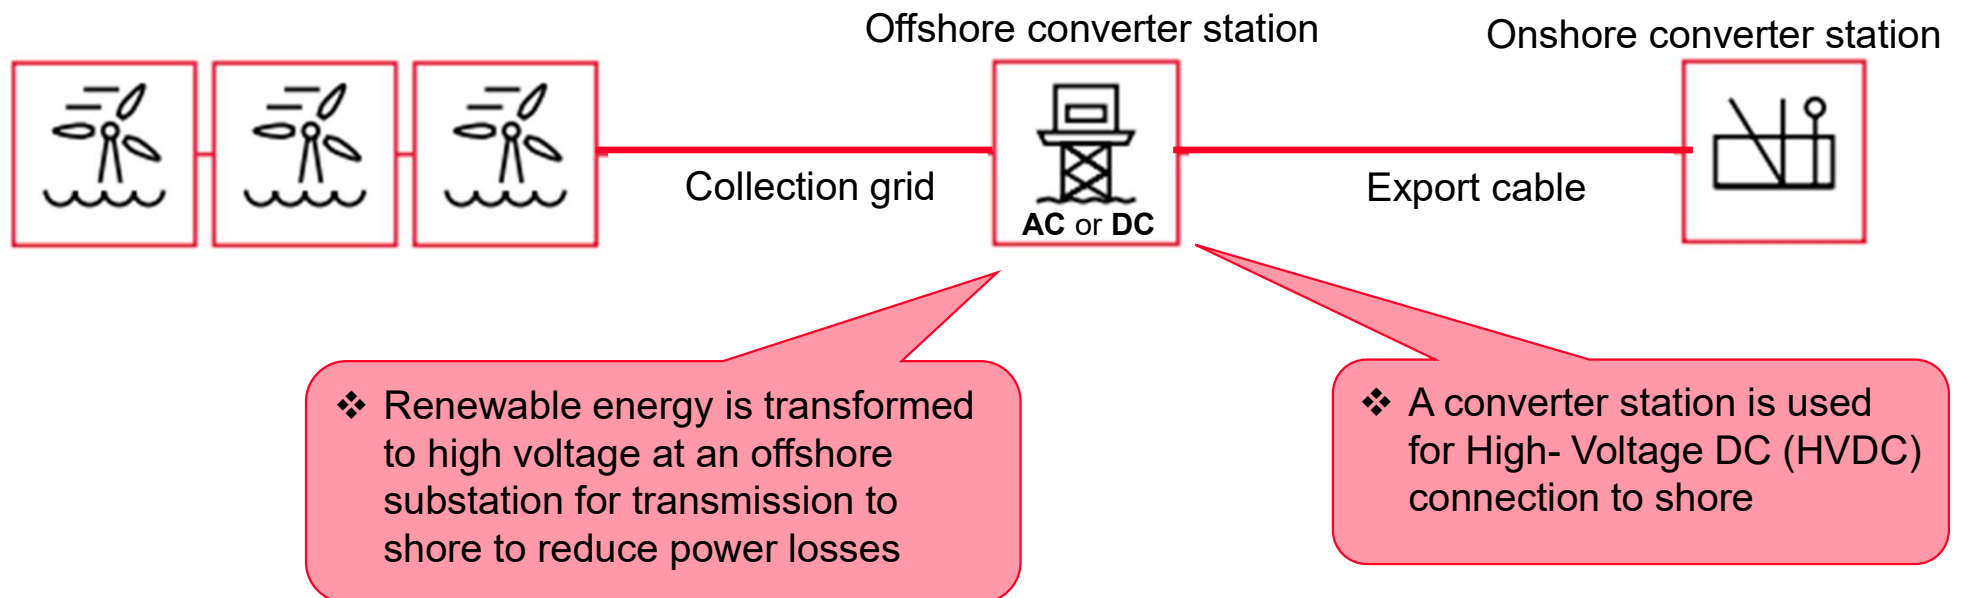 Offshore converter station
Onshore converter station
Collection grid
AC or DC
Export cable
❖ Renewable energy is transformed
to high voltage at an offshore
substation for transmission to
shore to reduce power losses
❖ A converter station is used
for High- Voltage DC (HVDC)
connection to shore